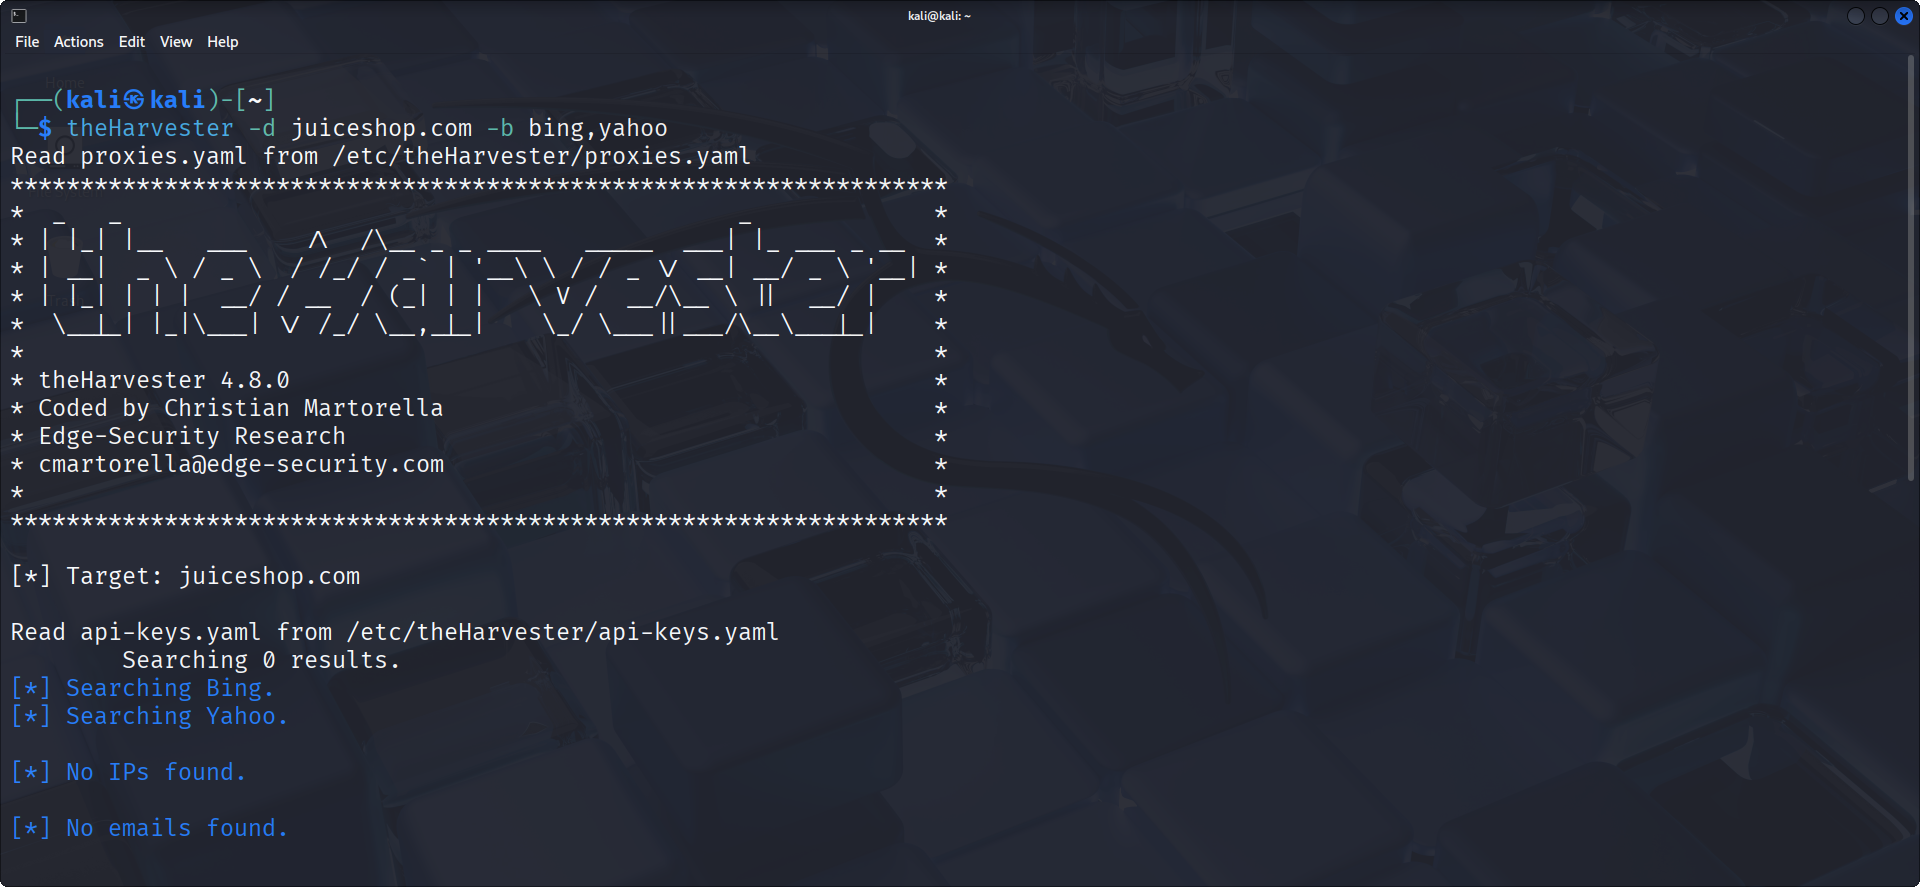 kali@kali: ~
File Actions Edit View Help
Home
┌──(kali㉿kali)-[~]
└─$ theHarvester -d juiceshop.com -b bing,yahoo
Read proxies.yaml from /etc/theHarvester/proxies.yaml
*******************************************************************
*  _   _                                            _             *
* | |_| |__   ___    /\  /\__ _ _ ____   _____  ___| |_ ___ _ __  *
* | __|  _ \ / _ \  / /_/ / _` | '__\ \ / / _ \/ __| __/ _ \ '__| *
* | |_| | | |  __/ / __  / (_| | |   \ V /  __/\__ \ ||  __/ |    *
*  \__|_| |_|\___| \/ /_/ \__,_|_|    \_/ \___||___/\__\___|_|    *
*                                                                 *
* theHarvester 4.8.0                                              *
* Coded by Christian Martorella                                   *
* Edge-Security Research                                          *
* cmartorella@edge-security.com                                   *
*                                                                 *
*******************************************************************
[*] Target: juiceshop.com
Read api-keys.yaml from /etc/theHarvester/api-keys.yaml
        Searching 0 results.
[*] Searching Bing.
[*] Searching Yahoo.
[*] No IPs found.
[*] No emails found.